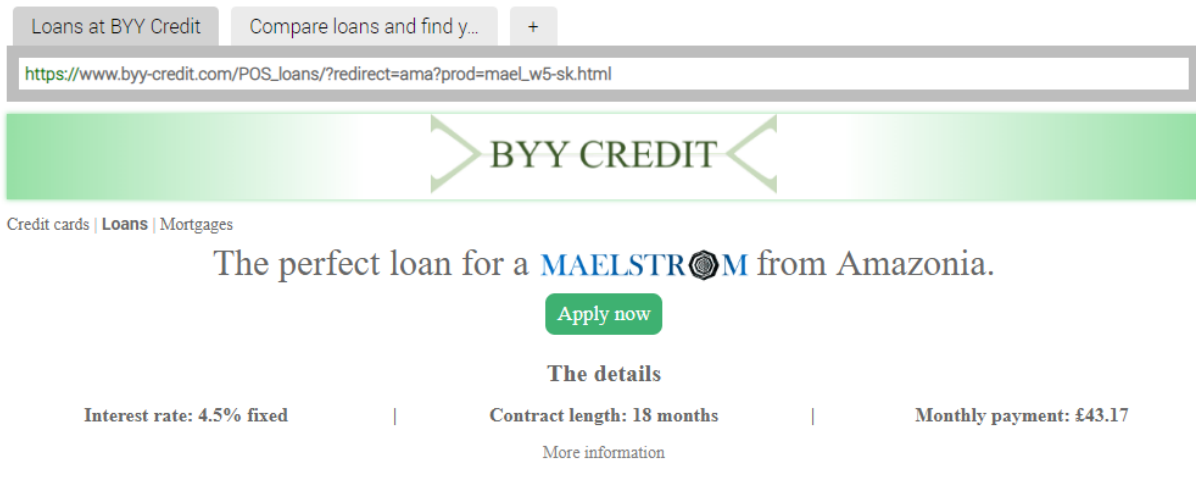 Loans at BYY Credit Compare loans and find y... +
https://www.byy-credit.com/POS_loans/?redirect=ama?prod=mael_w5-sk.html
BYY CREDIT
Credit cards | Loans | Mortgages
The perfect loan for a MAELSTROM from Amazonia.
Apply now
The details
Interest rate: 4.5% fixed | Contract length: 18 months | Monthly payment: £43.17
More information